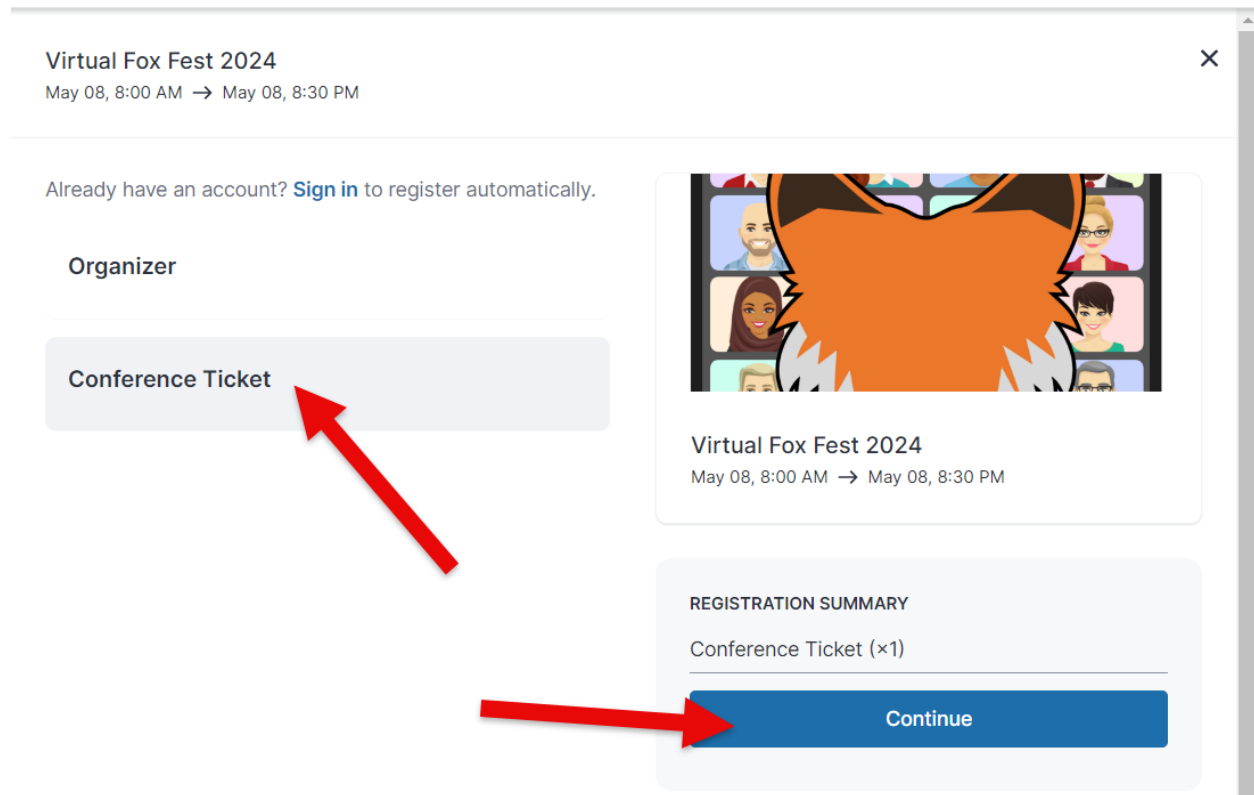 Virtual Fox Fest 2024
May 08, 8:00 AM → May 08, 8:30 PM
Already have an account? Sign in to register automatically.
Organizer
Conference Ticket
Virtual Fox Fest 2024
May 08, 8:00 AM → May 08, 8:30 PM
REGISTRATION SUMMARY
Conference Ticket (×1)
Continue